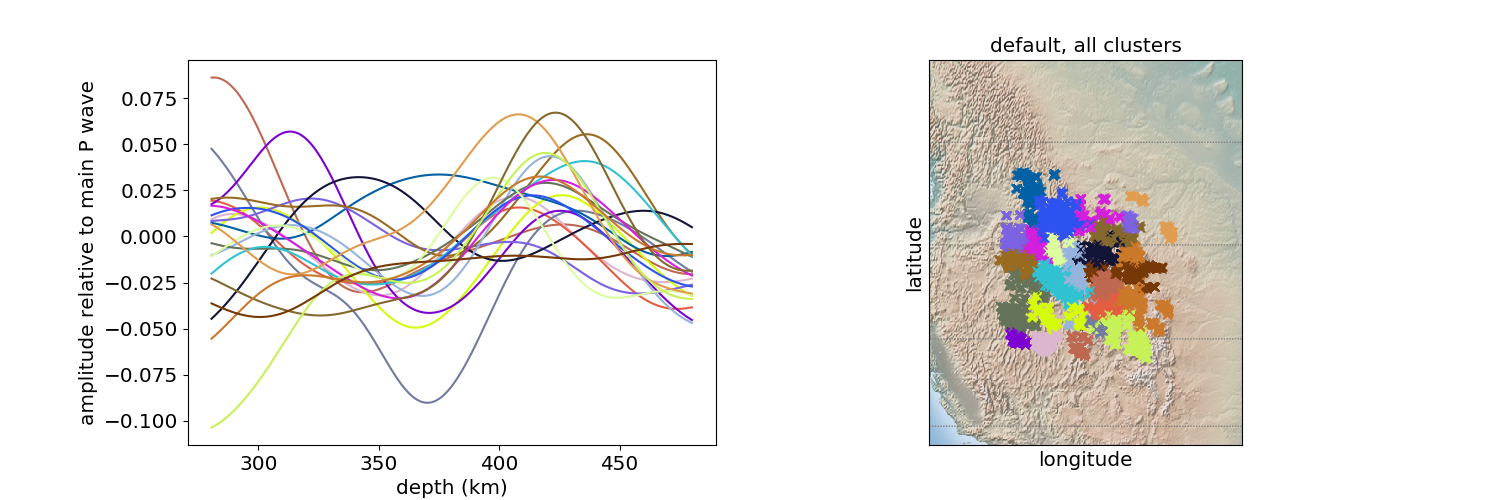 default, all clusters
amplitude relative to main P wave
0.075
0.050
0.025
0.000
−0.025
−0.050
−0.075
−0.100
300
350
400
450
depth (km)
latitude
longitude